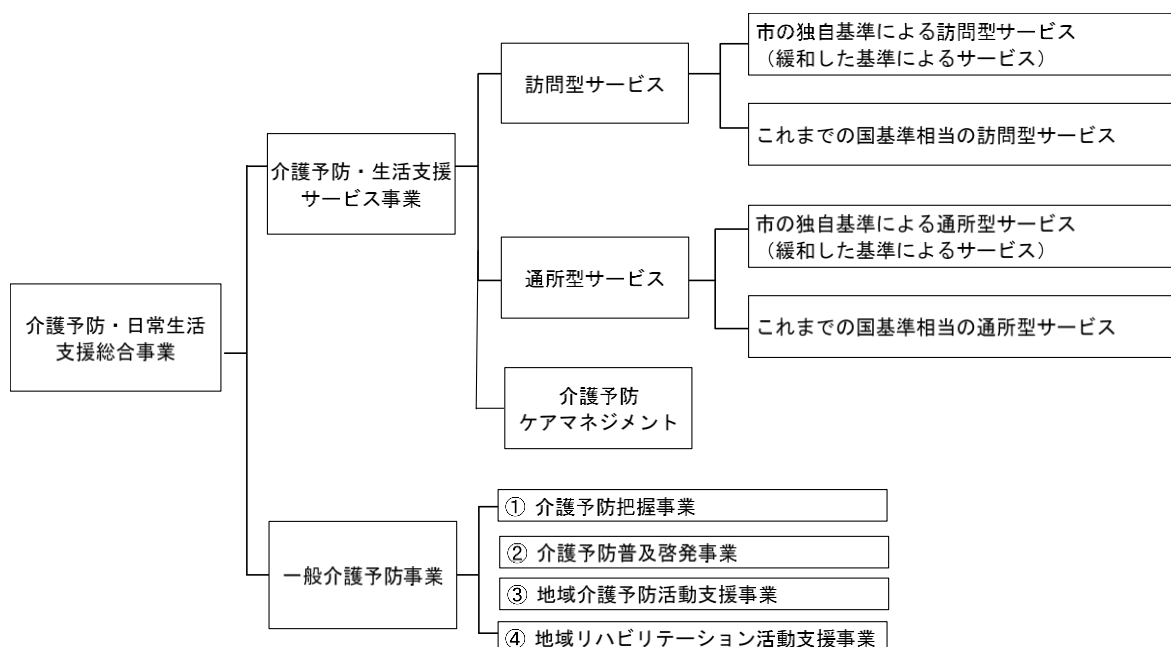 介護予防・日常生活
支援総合事業
介護予防・生活支援
サービス事業
訪問型サービス
市の独自基準による訪問型サービス
（緩和した基準によるサービス）
これまでの国基準相当の訪問型サービス
通所型サービス
市の独自基準による通所型サービス
（緩和した基準によるサービス）
これまでの国基準相当の通所型サービス
介護予防
ケアマネジメント
一般介護予防事業
① 介護予防把握事業
② 介護予防普及啓発事業
③ 地域介護予防活動支援事業
④ 地域リハビリテーション活動支援事業